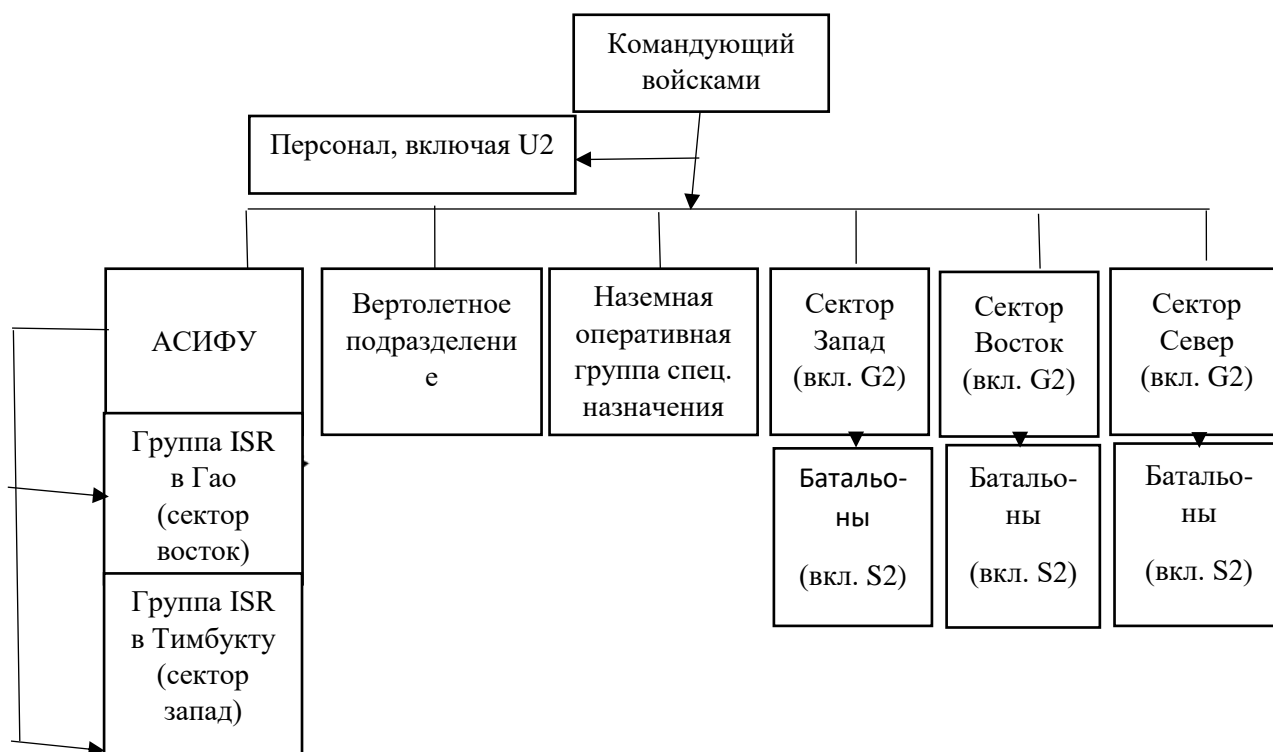 Командующий
войсками
Персонал, включая U2
АСИФУ
Вертолетное
подразделени
е
Наземная
оперативная
группа спец.
назначения
Сектор
Запад
(вкл. G2)
Сектор
Восток
(вкл. G2)
Сектор
Север
(вкл. G2)
Группа ISR
в Гао
(сектор
восток)
Группа ISR
в Тимбукту
(сектор
запад)
Батальо-
ны
(вкл. S2)
Батальо-
ны
(вкл. S2)
Батальо-
ны
(вкл. S2)